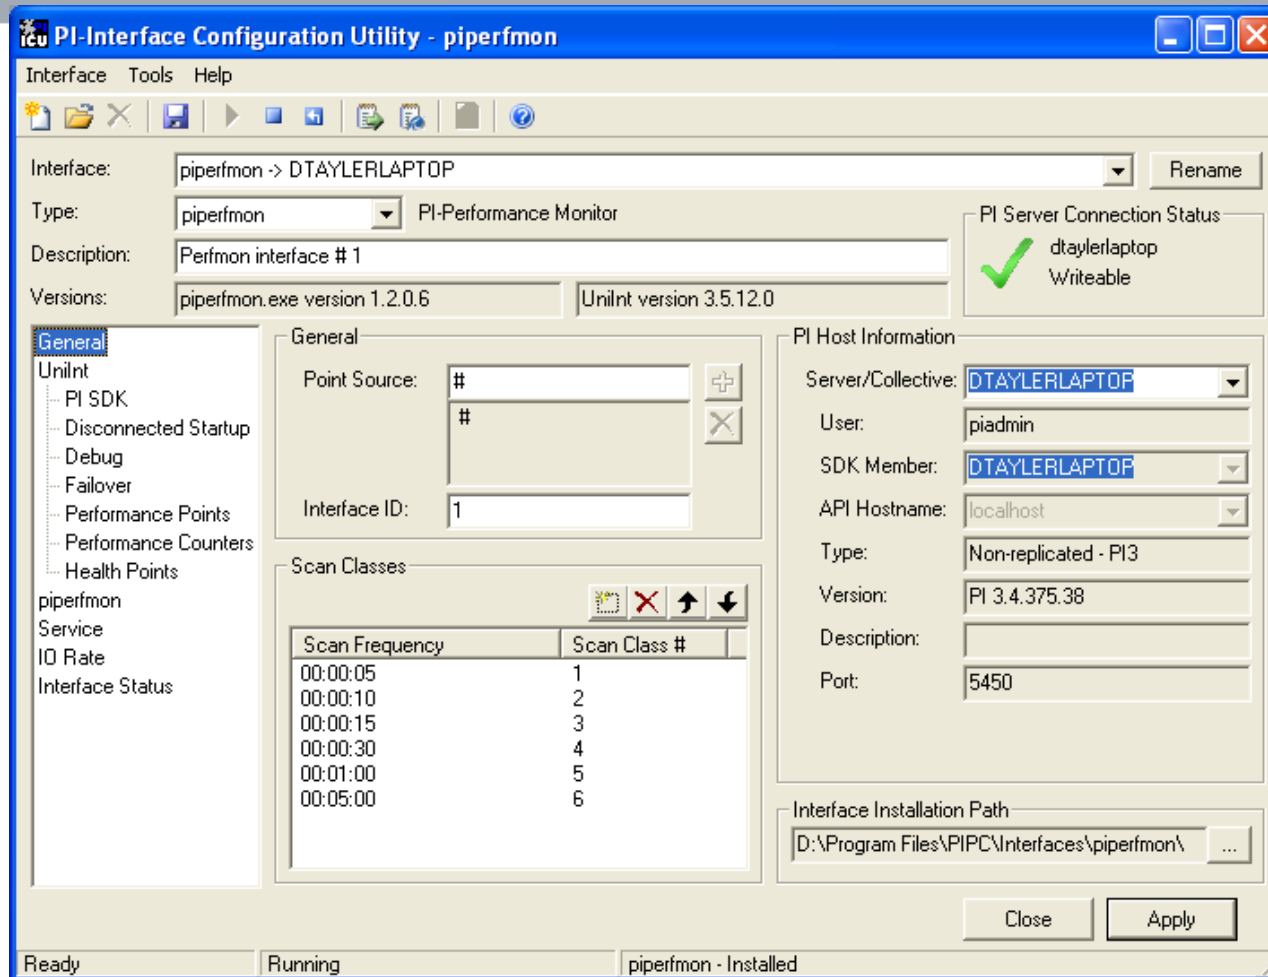 PI-Interface Configuration Utility - piperfmon
Interface Tools Help
Interface: piperfmon -> DTAYLERLAPTOP Rename
Type: piperfmon PI-Performance Monitor
Description: Perfmon interface # 1
Versions: piperfmon.exe version 1.2.0.6 UniInt version 3.5.12.0
PI Server Connection Status
dtaylerlaptop
Writeable
General
UniInt
PI SDK
Disconnected Startup
Debug
Failover
Performance Points
Performance Counters
Health Points
piperfmon
Service
IO Rate
Interface Status
General
Point Source: #
#
Interface ID: 1
Scan Classes
Scan Frequency Scan Class #
00:00:05 1
00:00:10 2
00:00:15 3
00:00:30 4
00:01:00 5
00:05:00 6
PI Host Information
Server/Collective: DTAYLERLAPTOP
User: piadmin
SDK Member: DTAYLERLAPTOP
API Hostname: localhost
Type: Non-replicated - PI3
Version: PI 3.4.375.38
Description:
Port: 5450
Interface Installation Path
D:\Program Files\PIPC\Interfaces\piperfmon\ ...
Close Apply
Ready Running piperfmon - Installed